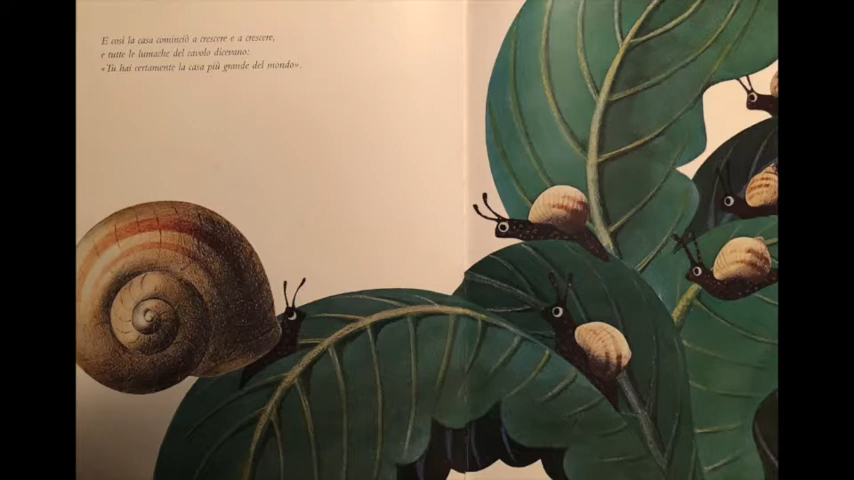 E così la casa cominciò a crescere e a crescere,
e tutte le lumache del cavolo dicevano:
«Tu hai certamente la casa più grande del mondo».